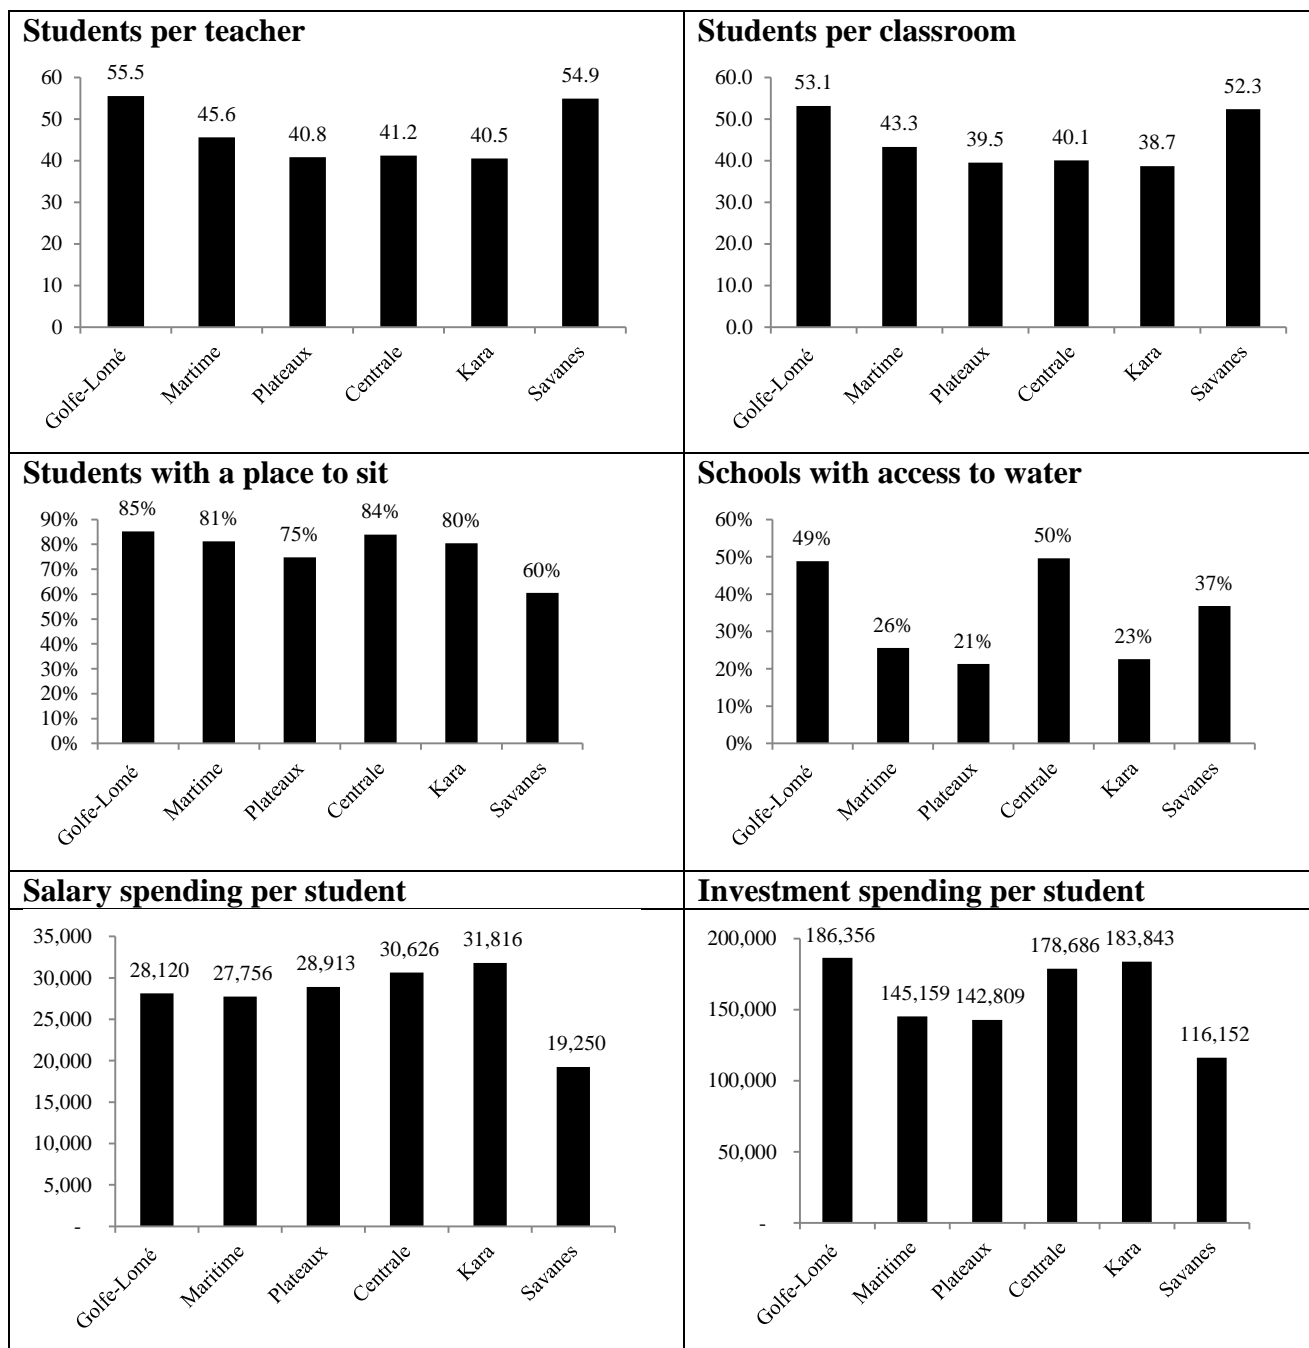 Students per teacher
60
50
40
30
20
10
0
55.5
45.6
40.8
41.2
40.5
54.9
Golfe-Lomé
Martime
Plateaux
Centrale
Kara
Savanes
Students per classroom
60.0
50.0
40.0
30.0
20.0
10.0
0.0
53.1
43.3
39.5
40.1
38.7
52.3
Golfe-Lomé
Martime
Plateaux
Centrale
Kara
Savanes
Students with a place to sit
90%
80%
70%
60%
50%
40%
30%
20%
10%
0%
85%
81%
75%
84%
80%
60%
Golfe-Lomé
Martime
Plateaux
Centrale
Kara
Savanes
Schools with access to water
60%
50%
40%
30%
20%
10%
0%
49%
26%
21%
50%
23%
37%
Golfe-Lomé
Martime
Plateaux
Centrale
Kara
Savanes
Salary spending per student
35,000
30,000
25,000
20,000
15,000
10,000
5,000
-
28,120
27,756
28,913
30,626
31,816
19,250
Golfe-Lomé
Maritime
Plateaux
Centrale
Kara
Savanes
Investment spending per student
200,000
150,000
100,000
50,000
-
186,356
145,159
142,809
178,686
183,843
116,152
Golfe-Lomé
Maritime
Plateaux
Centrale
Kara
Savanes